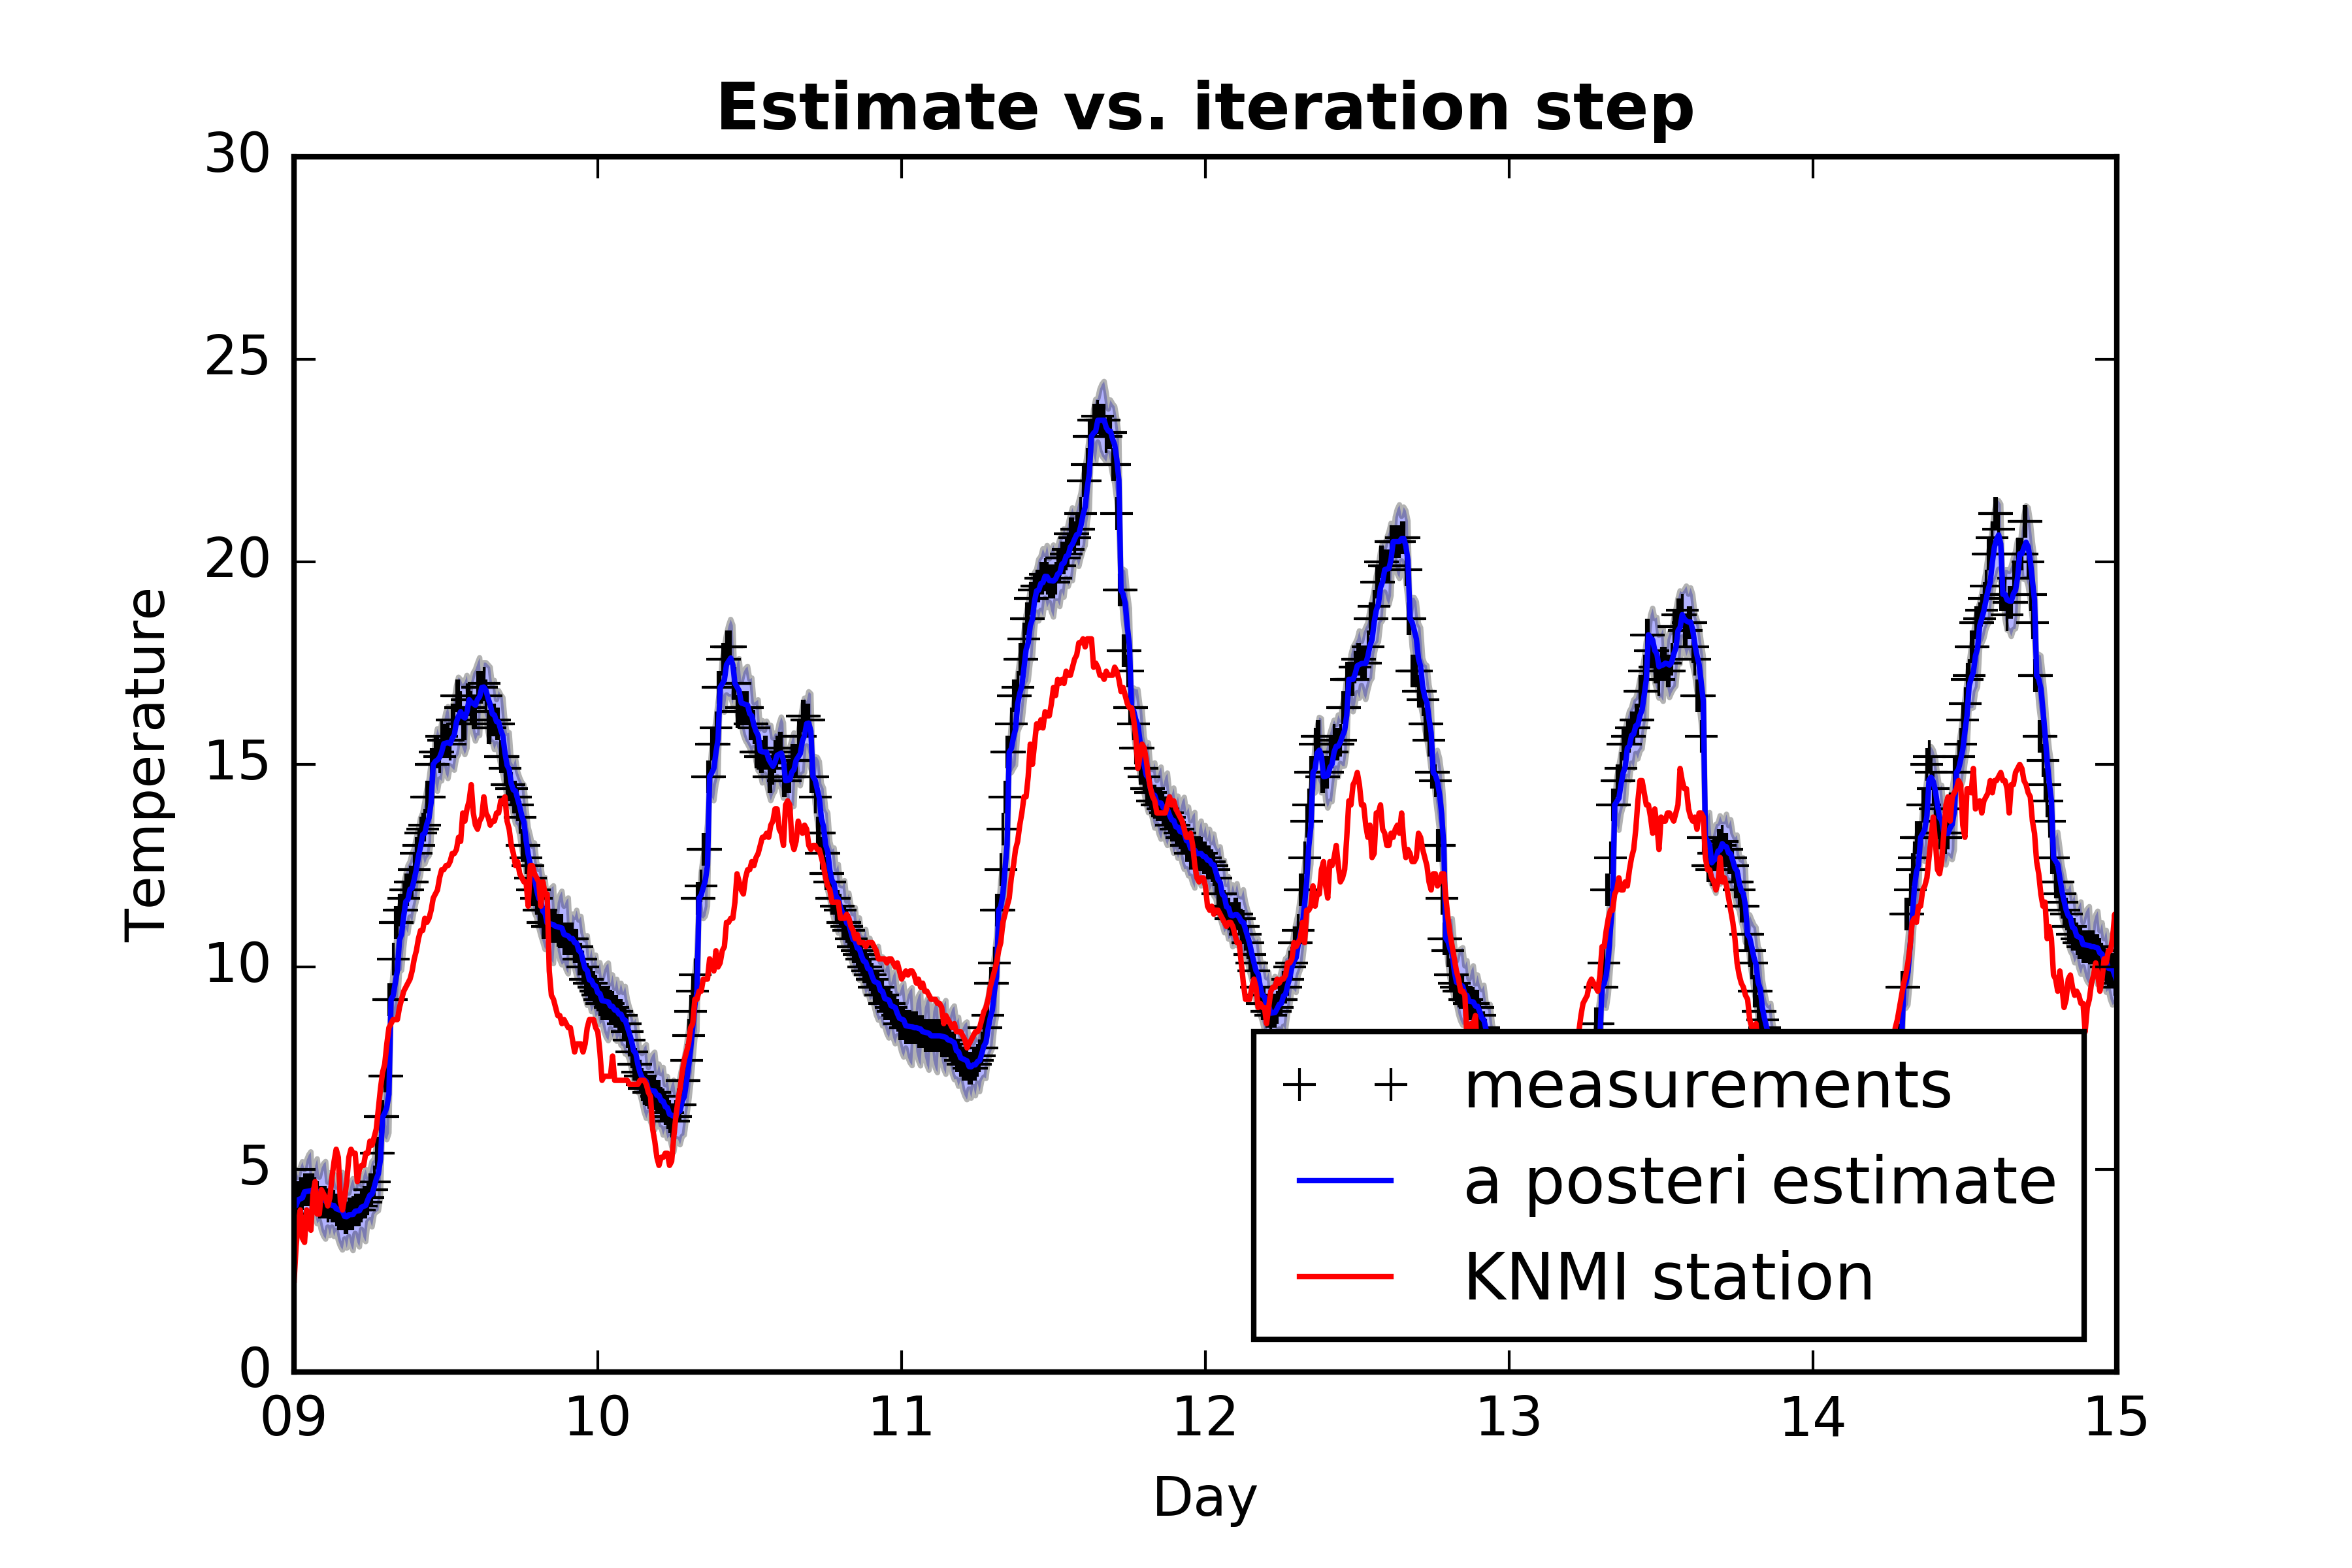 Estimate vs. iteration step
30
25
20
15
10
5
0
Temperature
09 10 11 12 13 14 15
Day
measurements
a posteri estimate
KNMI station